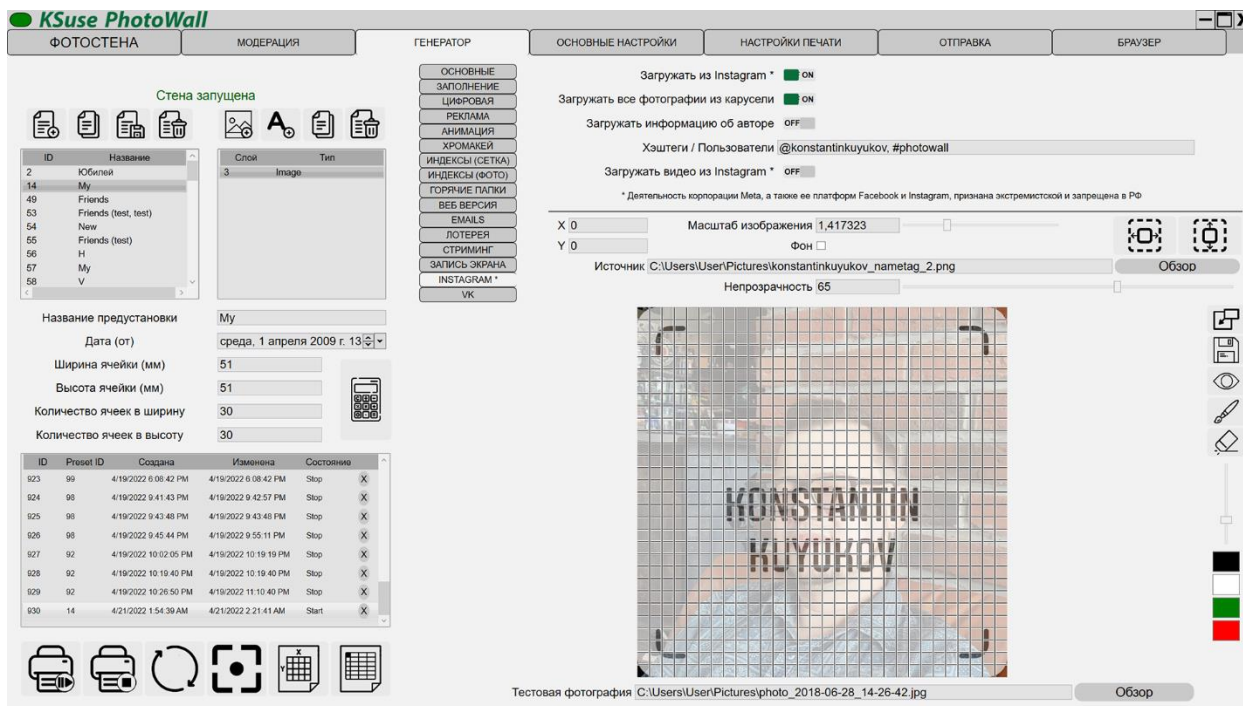 KSuse PhotoWall
ФОТОСТЕНА МОДЕРАЦИЯ ГЕНЕРАТОР ОСНОВНЫЕ НАСТРОЙКИ НАСТРОЙКИ ПЕЧАТИ ОТПРАВКА БРАУЗЕР
Стена запущена
ID Название
2 Юбилей
14 My
49 Friends
53 Friends (test, test)
54 New
55 Friends (test)
56 H
57 My
58 V
Слой Тип
3 Image
Название предустановки My
Дата (от) среда, 1 апреля 2009 г. 13
Ширина ячейки (мм) 51
Высота ячейки (мм) 51
Количество ячеек в ширину 30
Количество ячеек в высоту 30
ID Preset ID Создана Изменена Состояние
923 99 4/19/2022 6:08:42 PM 4/19/2022 6:08:42 PM Stop X
924 98 4/19/2022 9:41:43 PM 4/19/2022 9:42:57 PM Stop X
925 98 4/19/2022 9:43:48 PM 4/19/2022 9:43:48 PM Stop X
926 98 4/19/2022 9:45:44 PM 4/19/2022 9:55:11 PM Stop X
927 92 4/19/2022 10:02:05 PM 4/19/2022 10:19:19 PM Stop X
928 92 4/19/2022 10:19:40 PM 4/19/2022 10:19:40 PM Stop X
929 92 4/19/2022 10:26:50 PM 4/19/2022 11:10:40 PM Stop X
930 14 4/21/2022 1:54:39 AM 4/21/2022 2:21:41 AM Start X
X
Y
ОСНОВНЫЕ
ЗАПОЛНЕНИЕ
ЦИФРОВАЯ
РЕКЛАМА
АНИМАЦИЯ
ХРОМАКЕЙ
ИНДЕКСЫ (СЕТКА)
ИНДЕКСЫ (ФОТО)
ГОРЯЧИЕ ПАПКИ
ВЕБ ВЕРСИЯ
EMAILS
ЛОТЕРЕЯ
СТРИМИНГ
ЗАПИСЬ ЭКРАНА
INSTAGRAM *
VK
Загружать из Instagram * ON
Загружать все фотографии из карусели ON
Загружать информацию об авторе OFF
Хэштеги / Пользователи @konstantinkuyukov, #photowall
Загружать видео из Instagram * OFF
* Деятельность корпорации Meta, а также ее платформ Facebook и Instagram, признана экстремистской и запрещена в РФ
X 0 Масштаб изображения 1,417323
Y 0 Фон
Источник C:\Users\User\Pictures\konstantinkuyukov_nametag_2.png Обзор
Непрозрачность 65
KONSTANTIN
KUYUKOV
Тестовая фотография C:\Users\User\Pictures\photo_2018-06-28_14-26-42.jpg Обзор